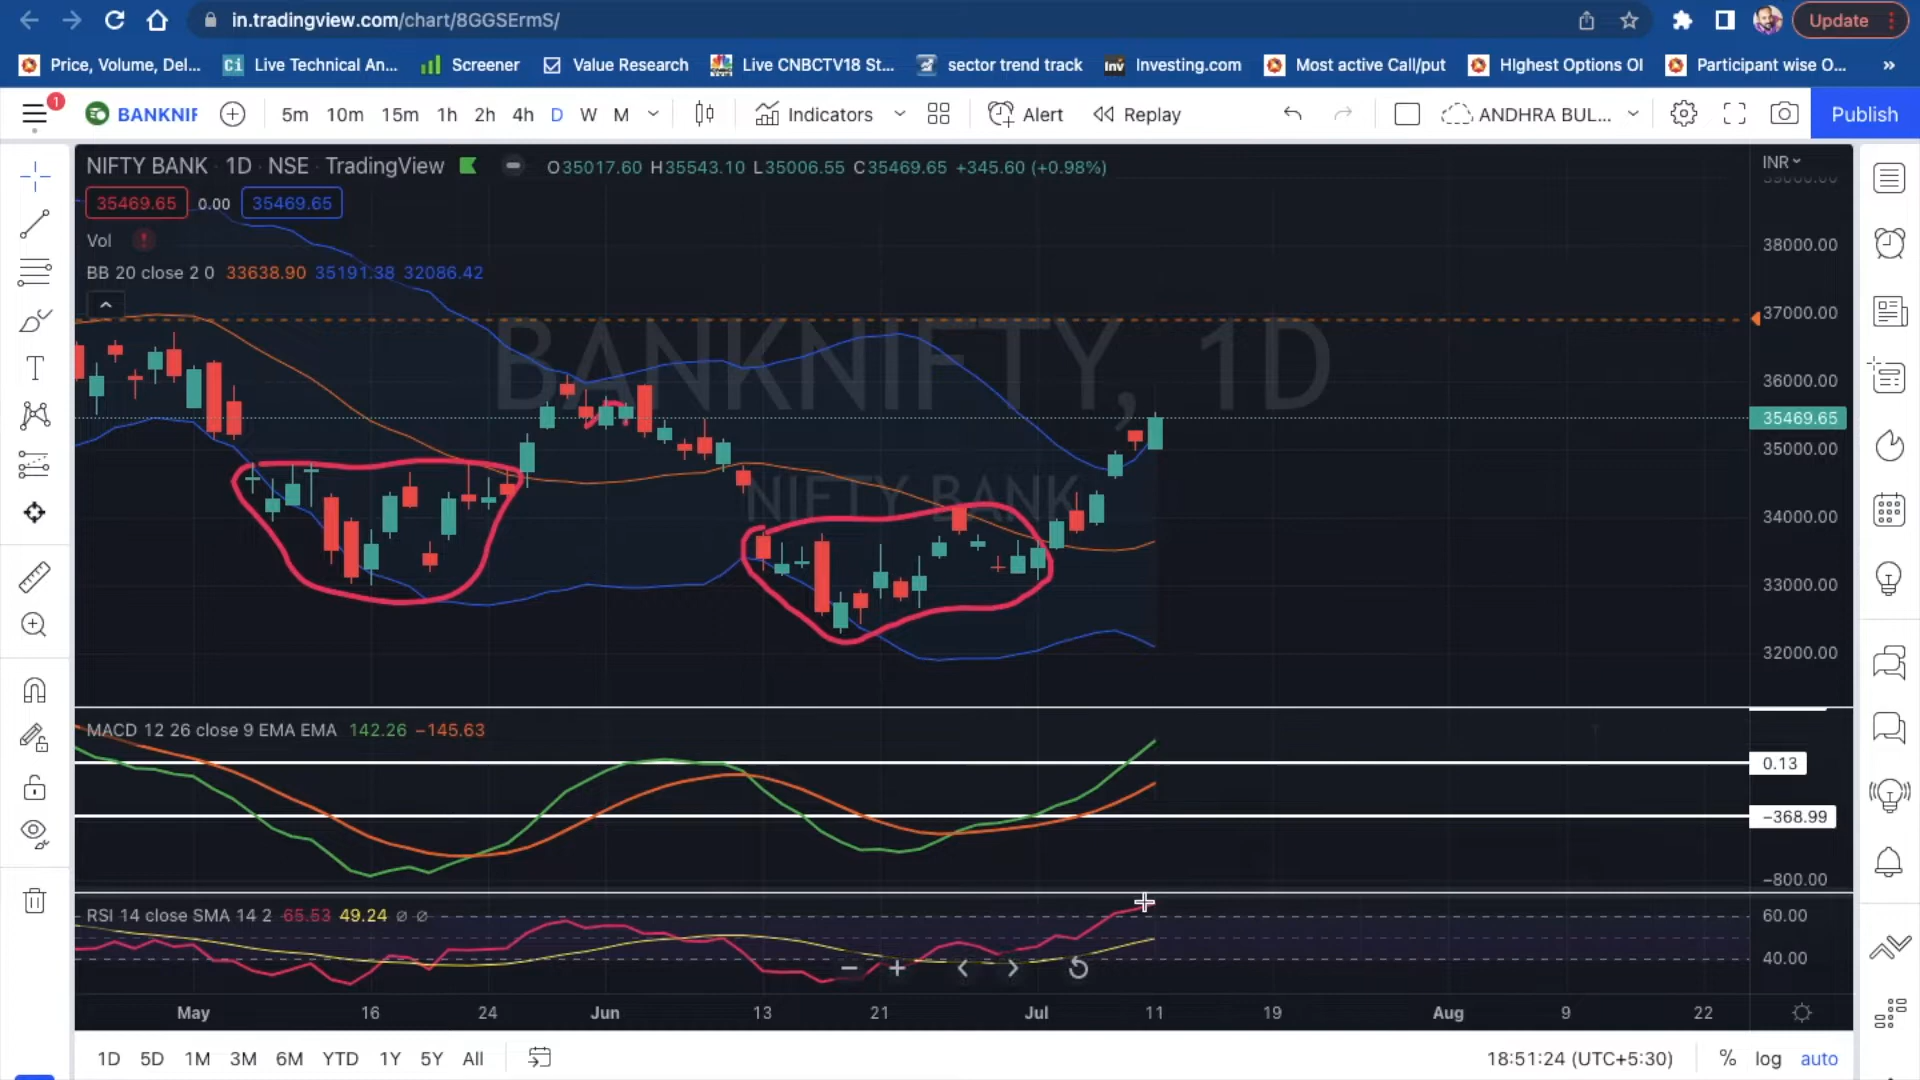 in.tradingview.com/chart/8GGSErmS/
Update
Price, Volume, Del...
Ci Live Technical An...
Screener
Value Research
Live CNBCTV18 St...
sector trend track
Inv Investing.com
Most active Call/put
HIghest Options OI
Participant wise O...
»
1
BANKNIF
5m 10m 15m 1h 2h 4h D W M
Indicators
Alert
Replay
ANDHRA BUL...
Publish
NIFTY BANK · 1D · NSE · TradingView
O35017.60 H35543.10 L35006.55 C35469.65 +345.60 (+0.98%)
INR
39000.00
35469.65 0.00 35469.65
Vol
BB 20 close 2 0 33638.90 35191.38 32086.42
BANKNIFTY, 1D
NIFTY BANK
38000.00
37000.00
36000.00
35469.65
35000.00
34000.00
33000.00
32000.00
MACD 12 26 close 9 EMA EMA 142.26 −145.63
0.13
−368.99
−800.00
RSI 14 close SMA 14 2 65.53 49.24 ∅ ∅
60.00
40.00
May 16 24 Jun 13 21 Jul 11 19 Aug 9 22
1D 5D 1M 3M 6M YTD 1Y 5Y All
18:51:24 (UTC+5:30)
% log auto